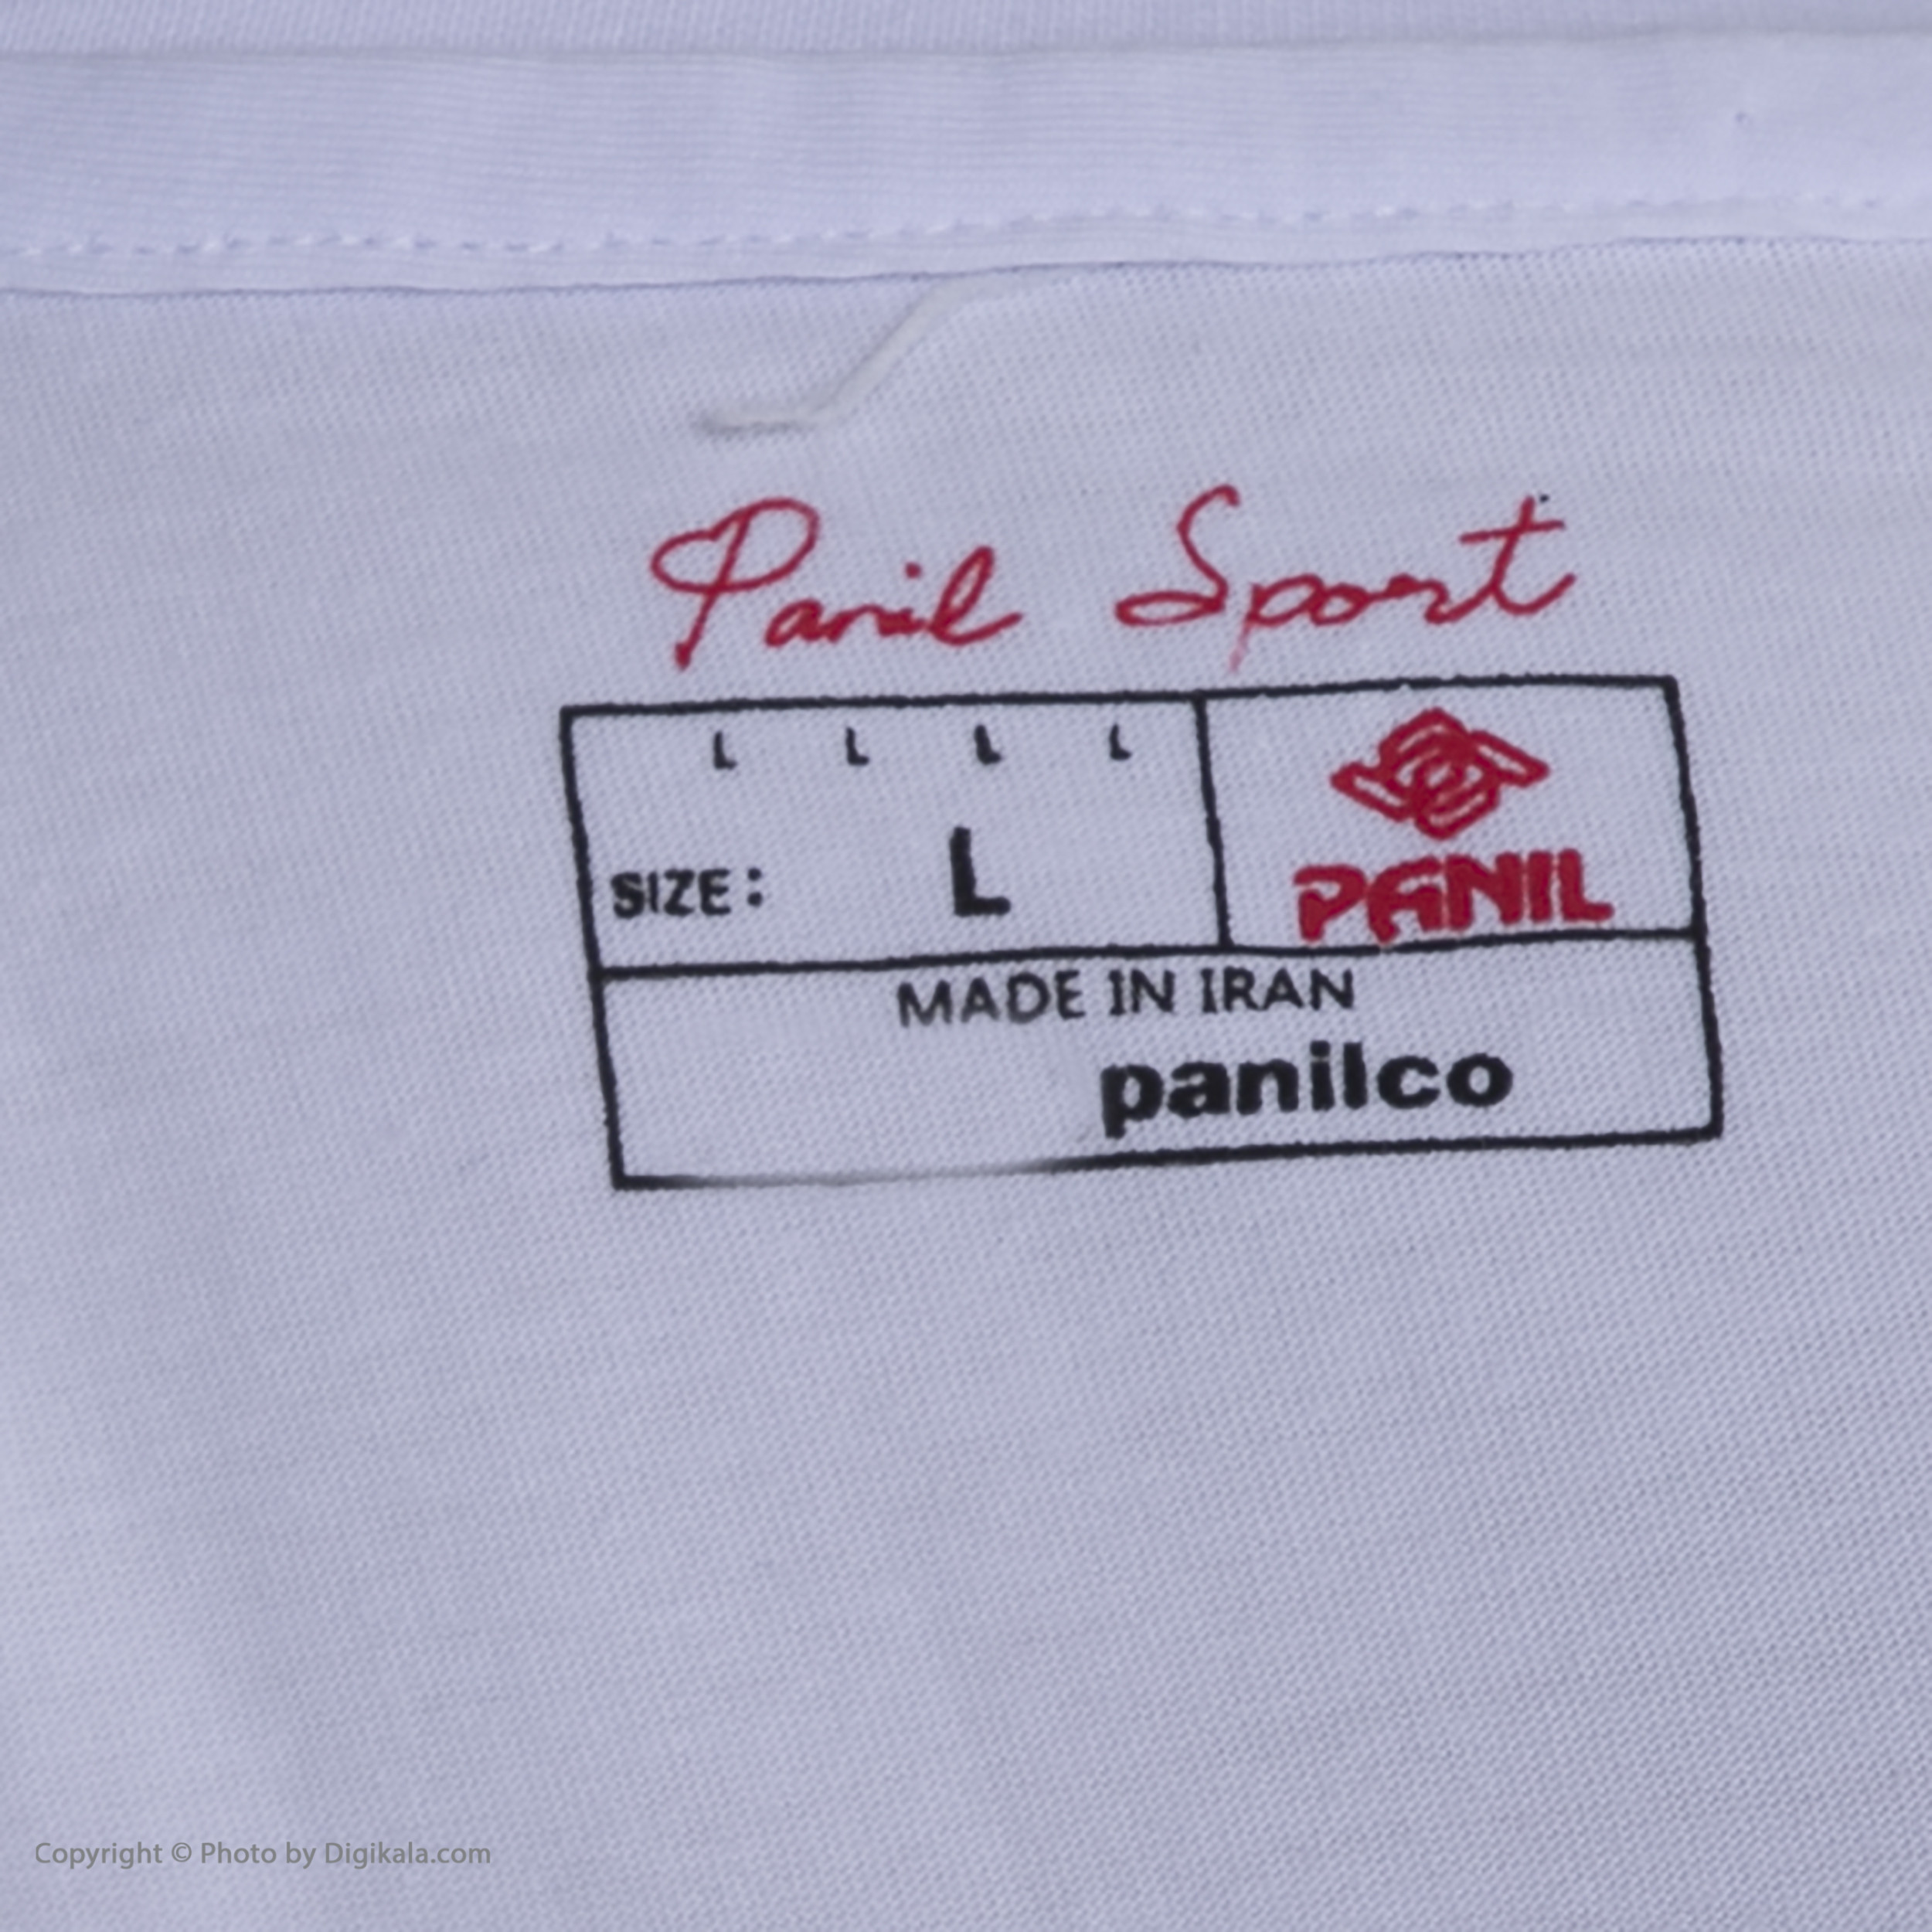 Panil Sport
L L L L
SIZE: L
PANIL
MADE IN IRAN
panilco
Copyright © Photo by Digikala.com